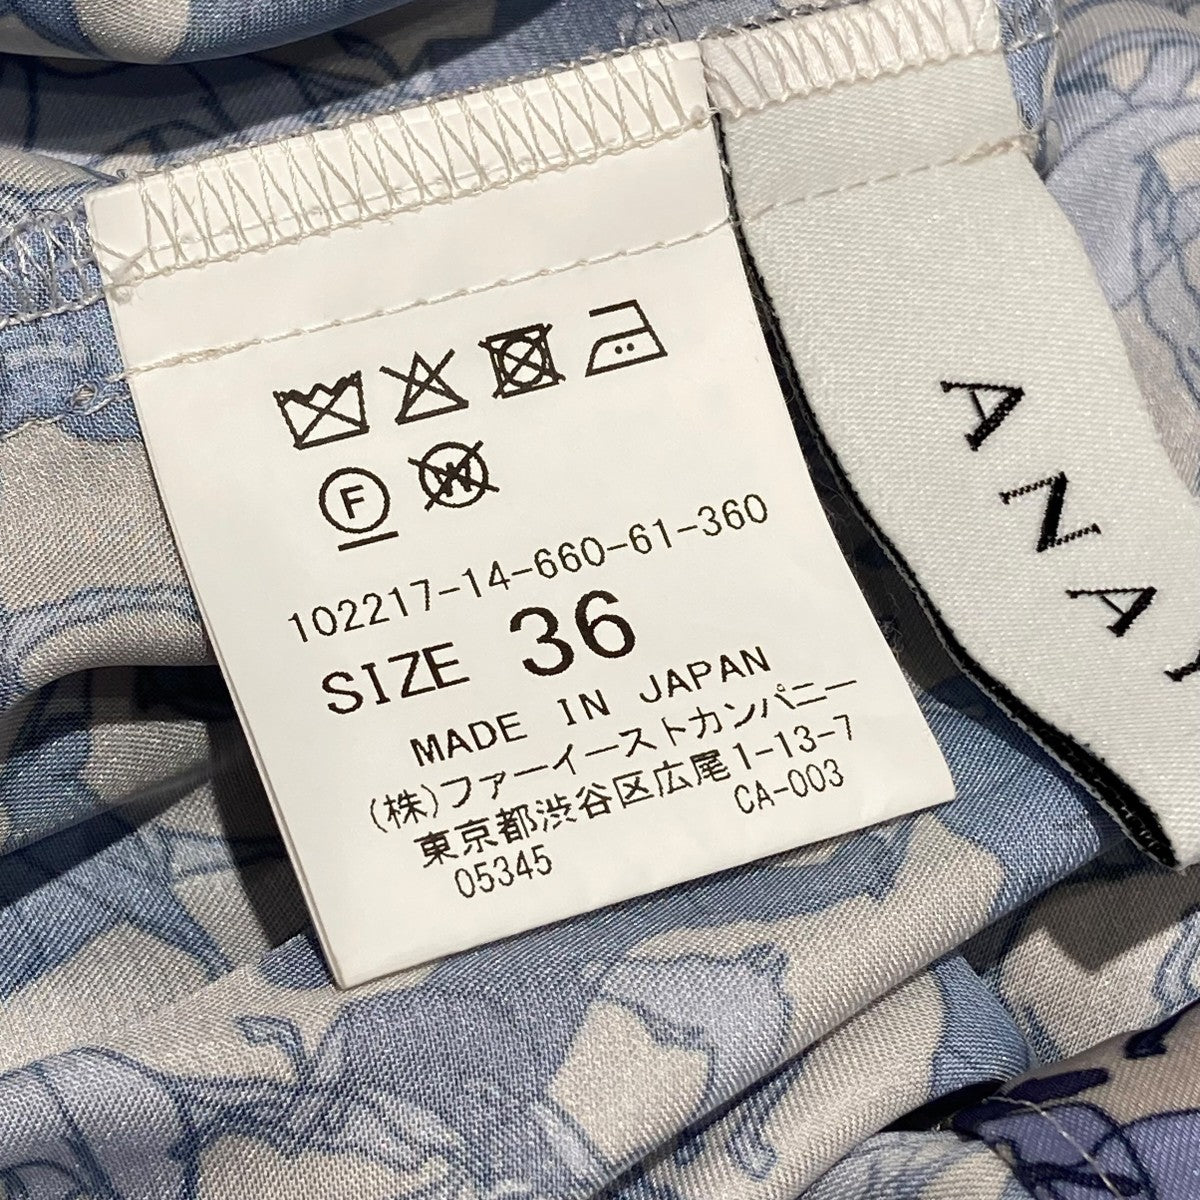 F
W
102217-14-660-61-360
SIZE 36
MADE IN JAPAN
(株)ファーイーストカンパニー
東京都渋谷区広尾1-13-7
05345 CA-003
ANA